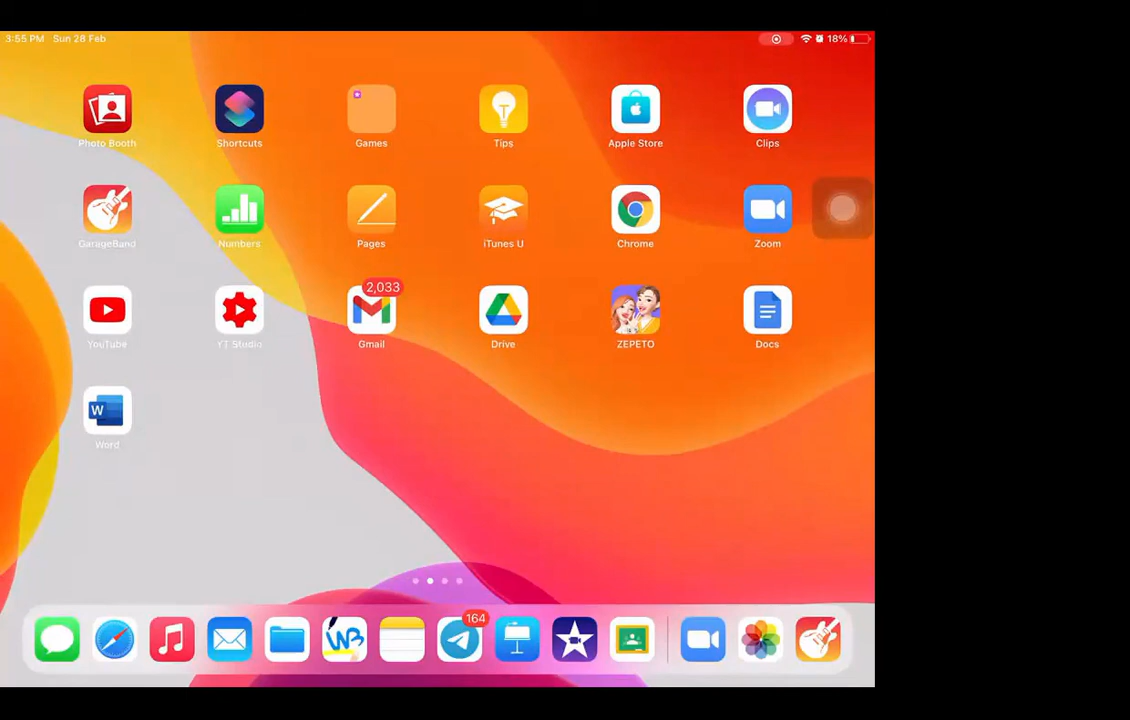 3:55 PM Sun 28 Feb 18%
Photo Booth Shortcuts Games Tips Apple Store Clips
GarageBand Numbers Pages iTunes U Chrome Zoom
2,033
YouTube YT Studio Gmail Drive ZEPETO Docs
W
Word
164
WB